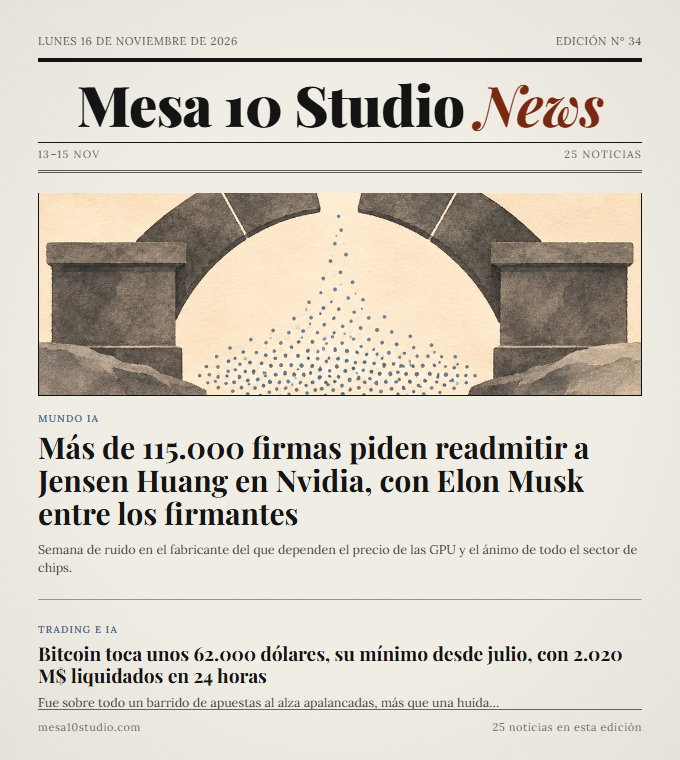 LUNES 16 DE NOVIEMBRE DE 2026
EDICIÓN Nº 34
Mesa 10 Studio News
13–15 NOV
25 NOTICIAS
MUNDO IA
Más de 115.000 firmas piden readmitir a
Jensen Huang en Nvidia, con Elon Musk
entre los firmantes
Semana de ruido en el fabricante del que dependen el precio de las GPU y el ánimo de todo el sector de
chips.
TRADING E IA
Bitcoin toca unos 62.000 dólares, su mínimo desde julio, con 2.020
M$ liquidados en 24 horas
Fue sobre todo un barrido de apuestas al alza apalancadas, más que una huida...
mesa10studio.com
25 noticias en esta edición